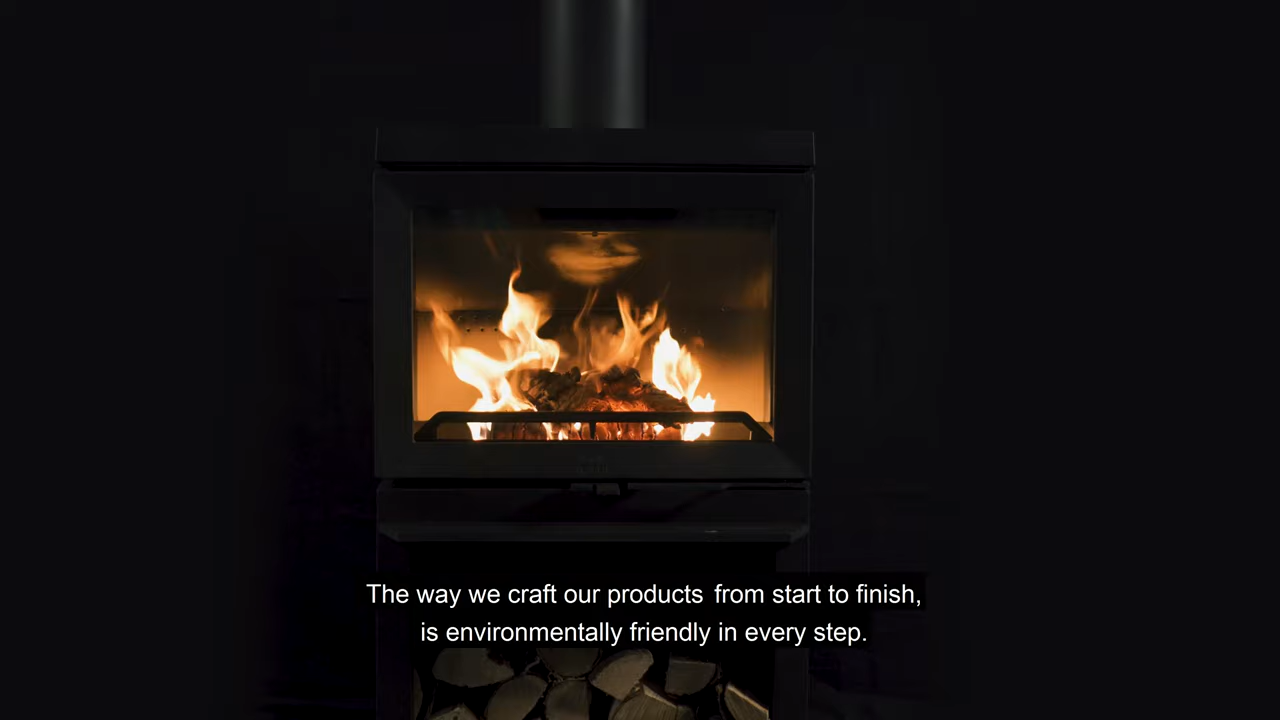 The way we craft our products from start to finish,
is environmentally friendly in every step.